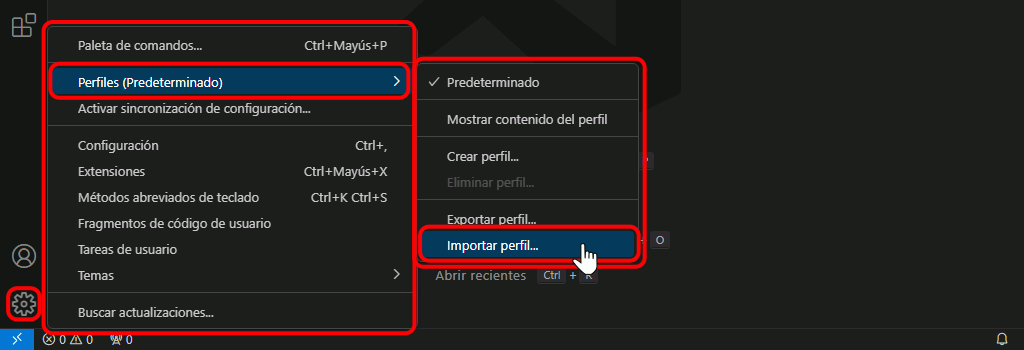 Paleta de comandos... Ctrl+Mayús+P
Perfiles (Predeterminado)
Activar sincronización de configuración...
Configuración Ctrl+,
Extensiones Ctrl+Mayús+X
Métodos abreviados de teclado Ctrl+K Ctrl+S
Fragmentos de código de usuario
Tareas de usuario
Temas
Buscar actualizaciones...
Predeterminado
Mostrar contenido del perfil
Crear perfil...
Eliminar perfil...
Exportar perfil...
Importar perfil...
P
+ O
Abrir recientes Ctrl + R
0 0 0